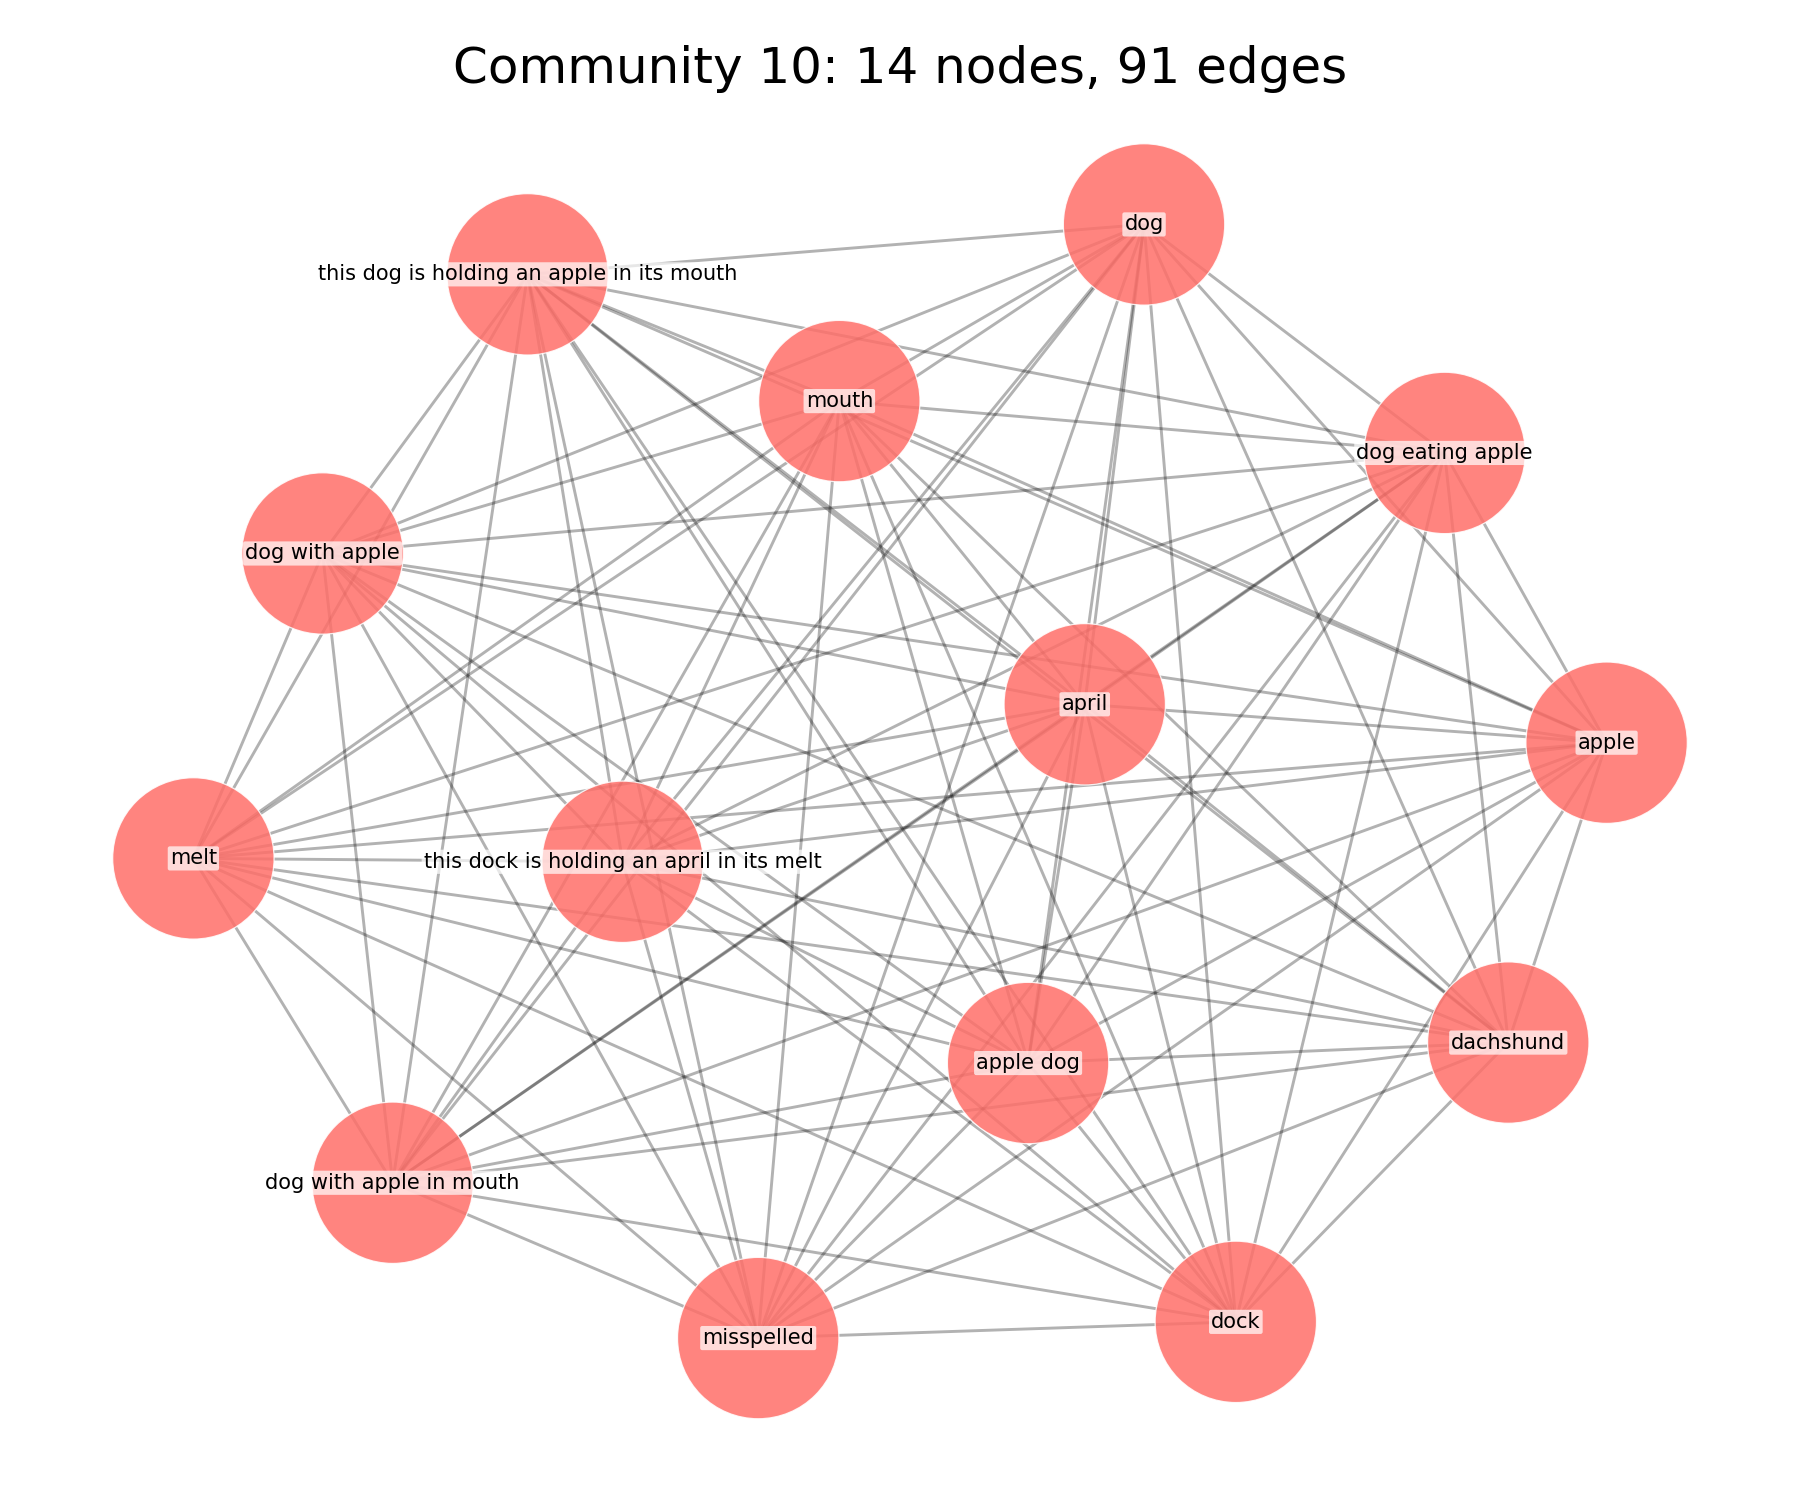 Community 10: 14 nodes, 91 edges
dog
this dog is holding an apple in its mouth
mouth
dog eating apple
dog with apple
april
apple
melt
this dock is holding an april in its melt
dachshund
apple dog
dog with apple in mouth
dock
misspelled